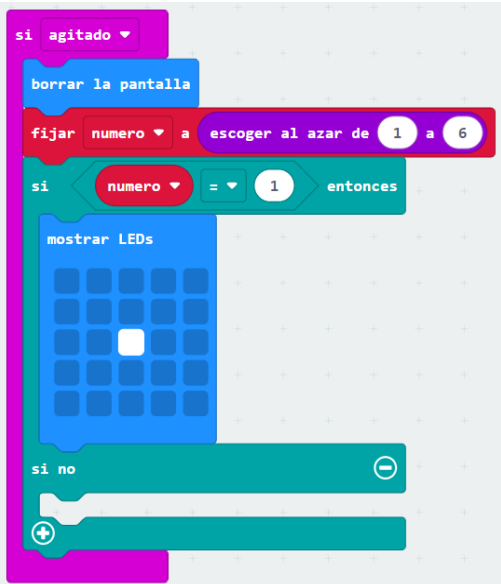 si agitado
borrar la pantalla
fijar numero a escoger al azar de 1 a 6
si numero = 1 entonces
mostrar LEDs
si no